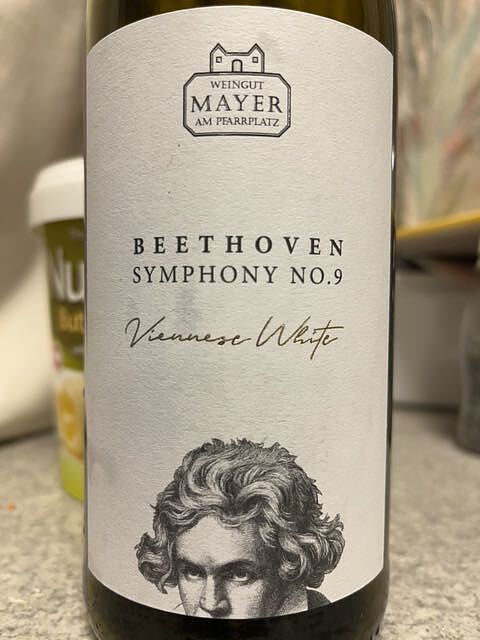 WEINGUT
MAYER
AM PFARRPLATZ
BEETHOVEN
SYMPHONY NO.9
Viennese White